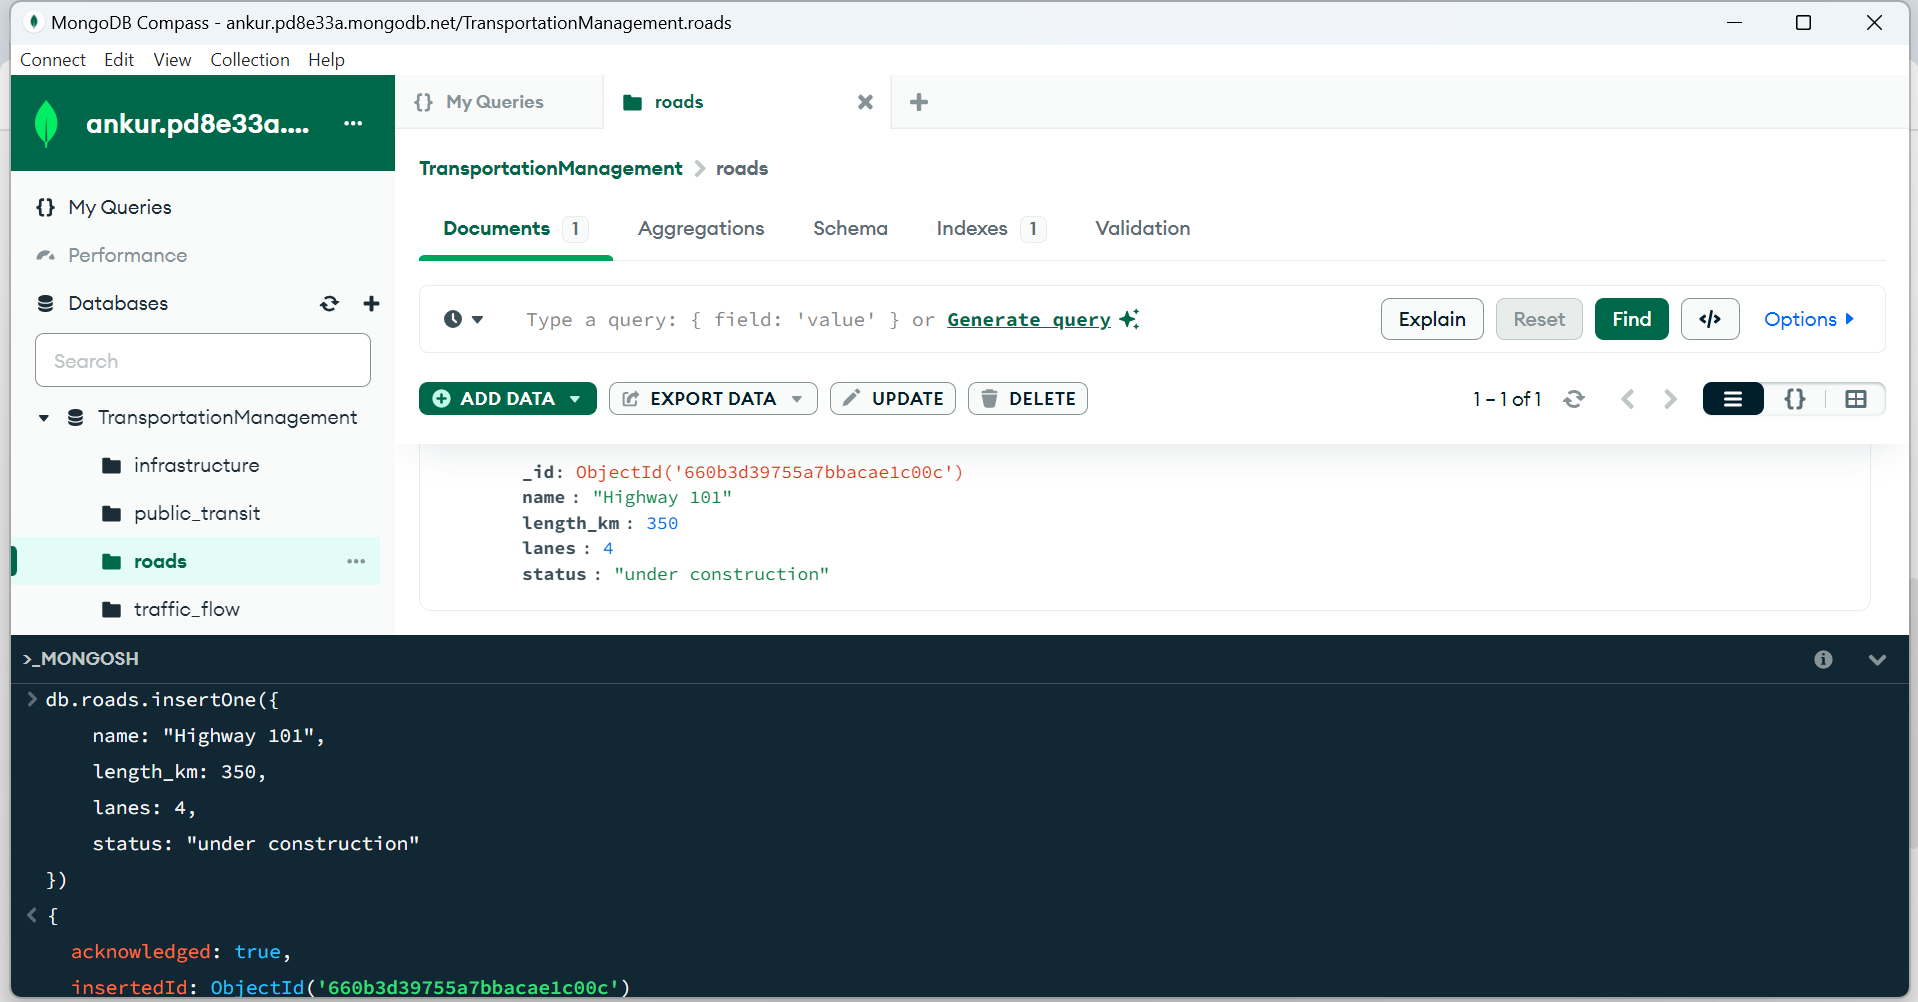 MongoDB Compass - ankur.pd8e33a.mongodb.net/TransportationManagement.roads
Connect Edit View Collection Help
ankur.pd8e33a....
{} My Queries
Performance
Databases
Search
TransportationManagement
infrastructure
public_transit
roads
traffic_flow
{} My Queries
roads
TransportationManagement > roads
Documents 1 Aggregations Schema Indexes 1 Validation
Type a query: { field: 'value' } or Generate query
Explain Reset Find </> Options
ADD DATA EXPORT DATA UPDATE DELETE 1 – 1 of 1 {}
_id: ObjectId('660b3d39755a7bbacae1c00c')
name : "Highway 101"
length_km : 350
lanes : 4
status : "under construction"
>_MONGOSH
> db.roads.insertOne({
name: "Highway 101",
length_km: 350,
lanes: 4,
status: "under construction"
})
< {
acknowledged: true,
insertedId: ObjectId('660b3d39755a7bbacae1c00c')